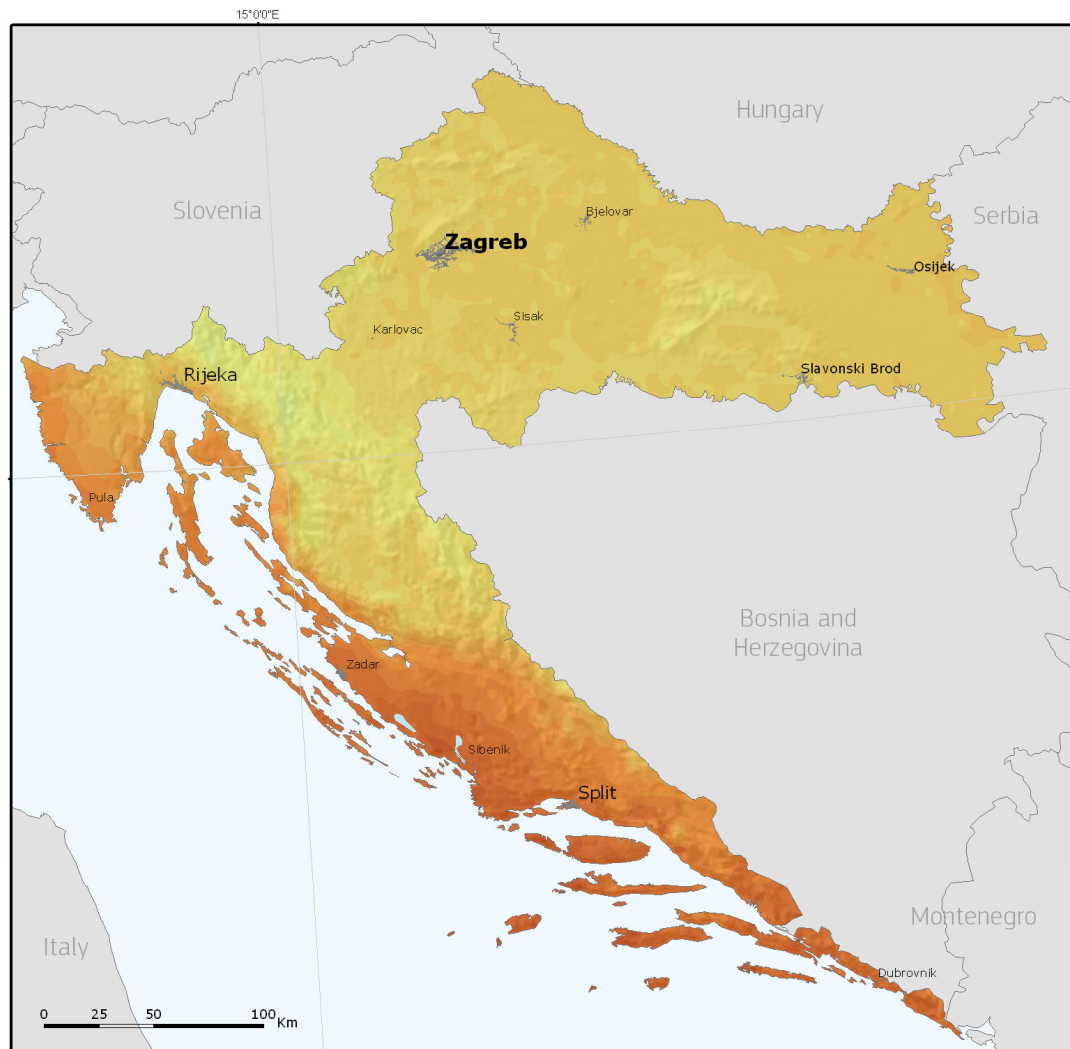 15°0'0"E
Hungary
Slovenia
Bjelovar
Serbia
Zagreb
Osijek
Sisak
Karlovac
Rijeka
Slavonski Brod
Pula
Bosnia and
Herzegovina
Zadar
Sibenik
Split
Montenegro
Italy
Dubrovnik
0 25 50 100 Km